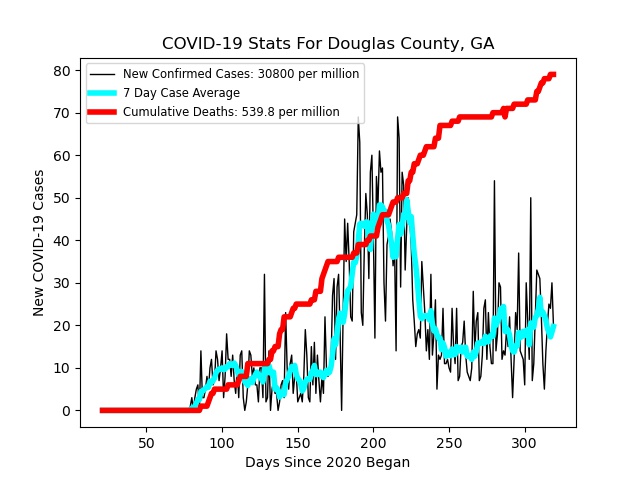 COVID-19 Stats For Douglas County, GA
New Confirmed Cases: 30800 per million
7 Day Case Average
Cumulative Deaths: 539.8 per million
New COVID-19 Cases
80
70
60
50
40
30
20
10
0
50 100 150 200 250 300
Days Since 2020 Began